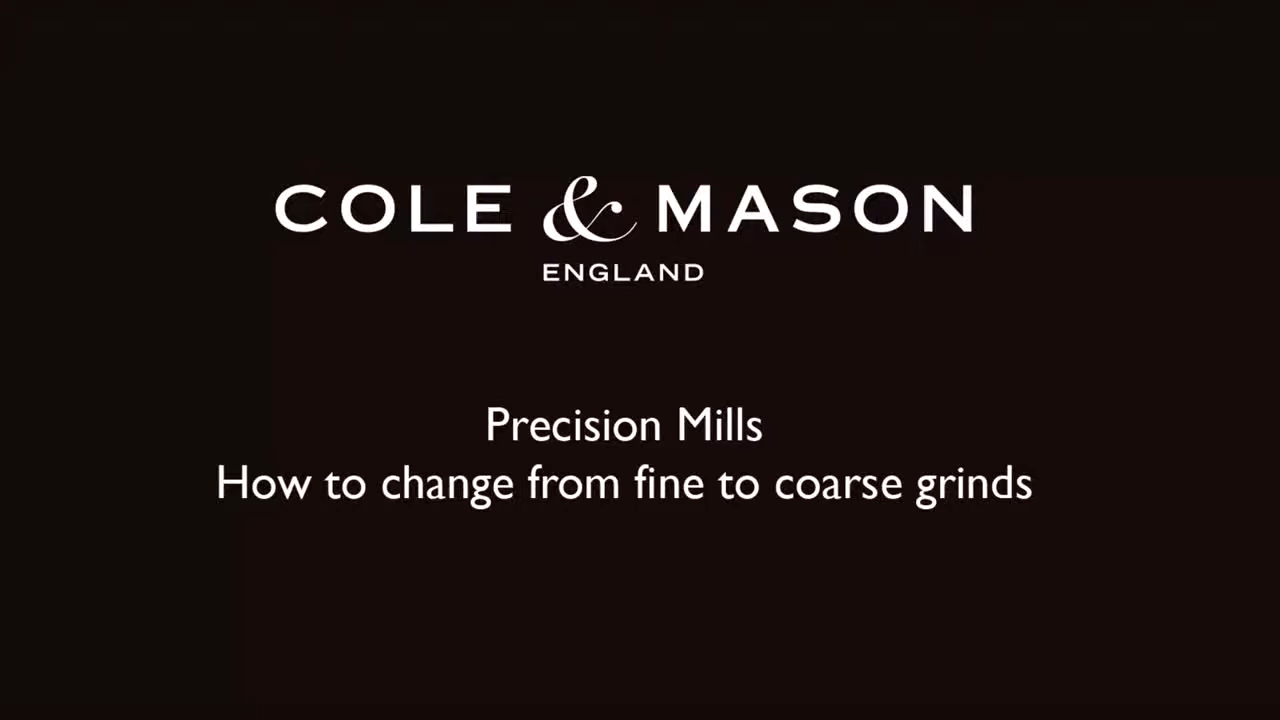 COLE & MASON
ENGLAND
Precision Mills
How to change from fine to coarse grinds